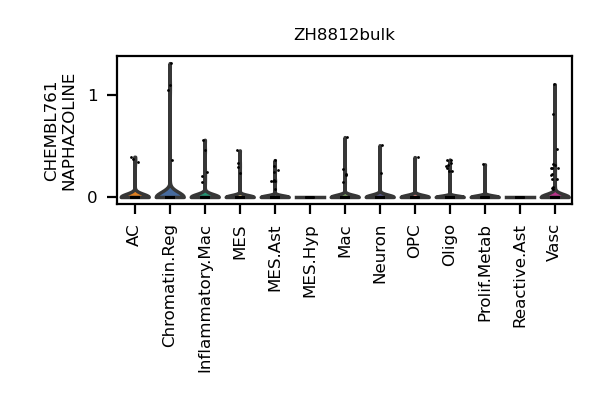 ZH8812bulk
CHEMBL761
NAPHAZOLINE
1
0
AC
Chromatin.Reg
Inflammatory.Mac
MES
MES.Ast
MES.Hyp
Mac
Neuron
OPC
Oligo
Prolif.Metab
Reactive.Ast
Vasc